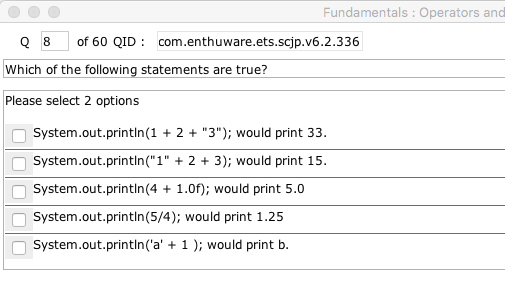 Fundamentals : Operators and
Q 8 of 60 QID : com.enthuware.ets.scjp.v6.2.336
Which of the following statements are true?
Please select 2 options
System.out.println(1 + 2 + "3"); would print 33.
System.out.println("1" + 2 + 3); would print 15.
System.out.println(4 + 1.0f); would print 5.0
System.out.println(5/4); would print 1.25
System.out.println('a' + 1 ); would print b.